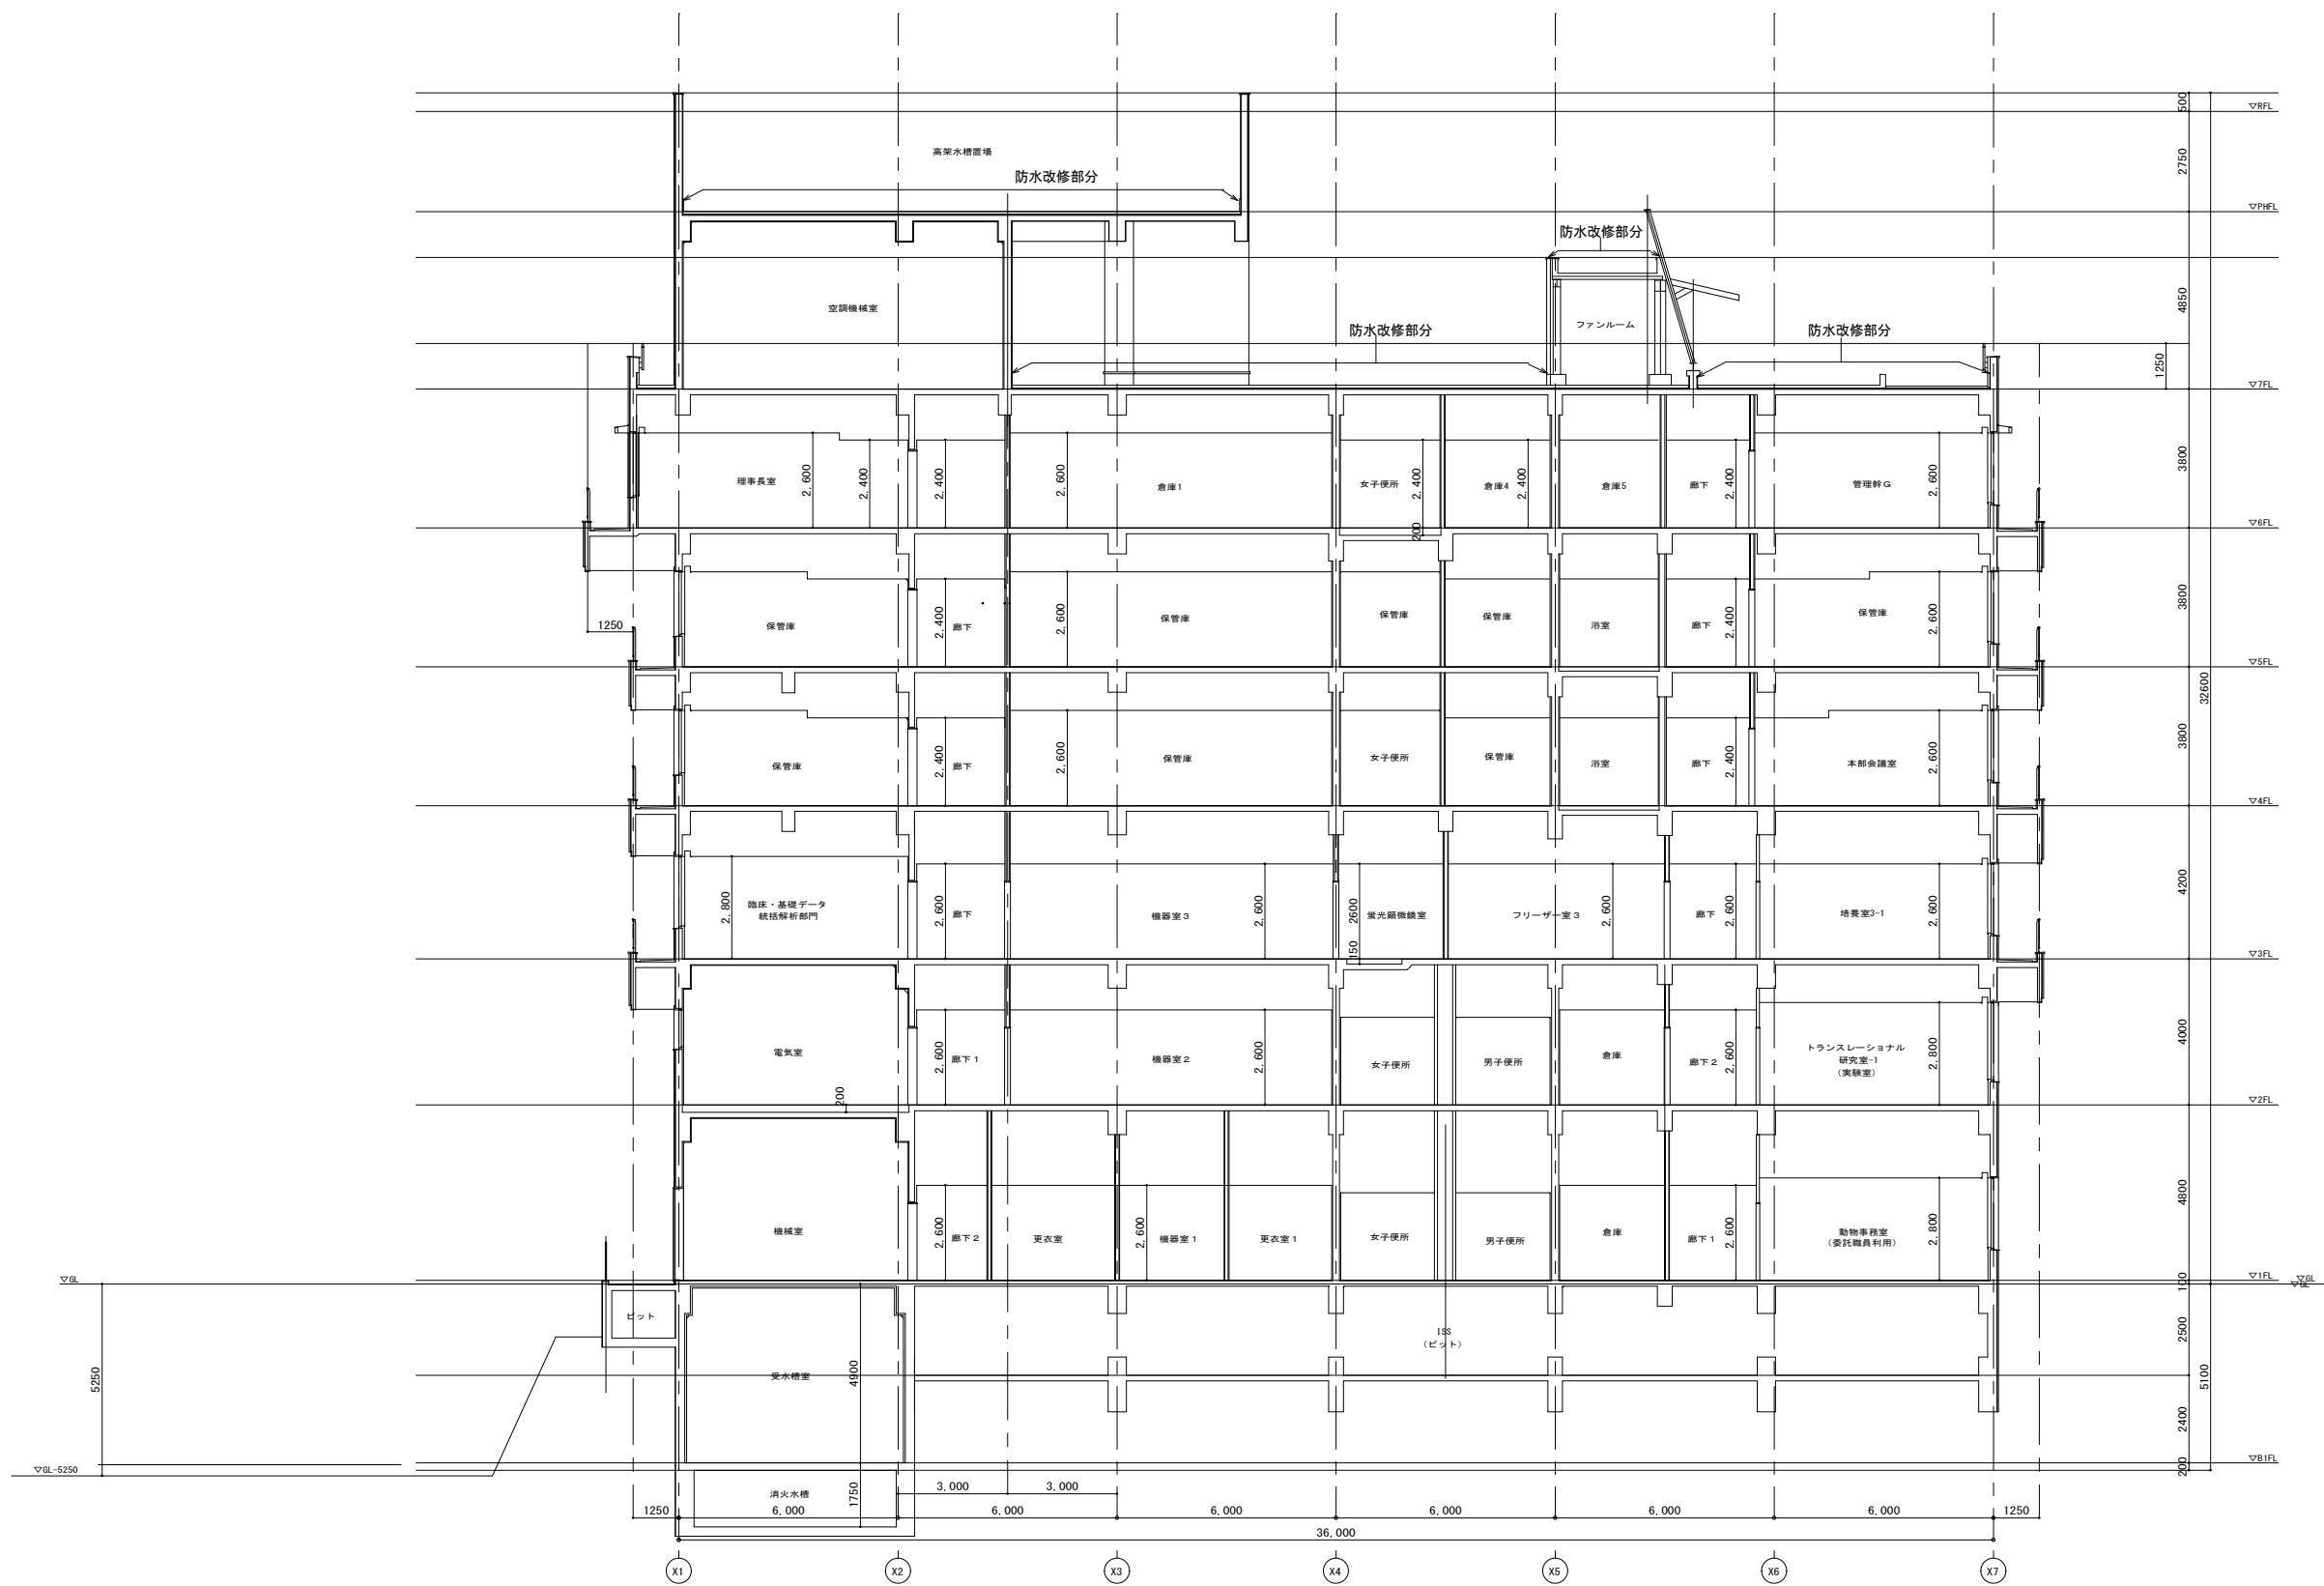 500
▽RFL
高架水槽置場
2750
防水改修部分
▽PHFL
防水改修部分
空調機械室
4850
ファンルーム
防水改修部分
防水改修部分
1250
▽7FL
理事長室
2,600
2,400
2,400
2,600
倉庫1
女子便所
2,400
倉庫4
2,400
倉庫5
廊下
2,400
管理幹G
2,600
3800
200
▽6FL
1250
保管庫
2,400
廊下
2,600
保管庫
保管庫
保管庫
浴室
廊下
2,400
保管庫
2,600
3800
▽5FL
32600
保管庫
2,400
廊下
2,600
保管庫
女子便所
保管庫
浴室
廊下
2,400
本部会議室
2,600
3800
▽4FL
2,800
臨床・基礎データ
統括解析部門
2,600
廊下
機器室3
2,600
2600
150
蛍光顕微鏡室
フリーザー室3
2,600
廊下
2,600
培養室3-1
2,600
4200
▽3FL
電気室
200
2,600
廊下1
機器室2
2,600
女子便所
男子便所
倉庫
廊下2
2,600
トランスレーショナル
研究室-1
(実験室)
2,800
4000
▽2FL
機械室
2,600
廊下2
更衣室
2,600
機器室1
更衣室1
女子便所
男子便所
倉庫
廊下1
2,600
動物事務室
(委託職員利用)
2,800
4800
▽GL
▽1FL
▽GL
▽GL
100
ピット
ISS
(ピット)
2500
5250
受水槽室
4900
5100
2400
▽GL-5250
▽B1FL
200
消火水槽
1750
3,000
3,000
1250
6,000
6,000
6,000
6,000
6,000
6,000
1250
36,000
X1
X2
X3
X4
X5
X6
X7